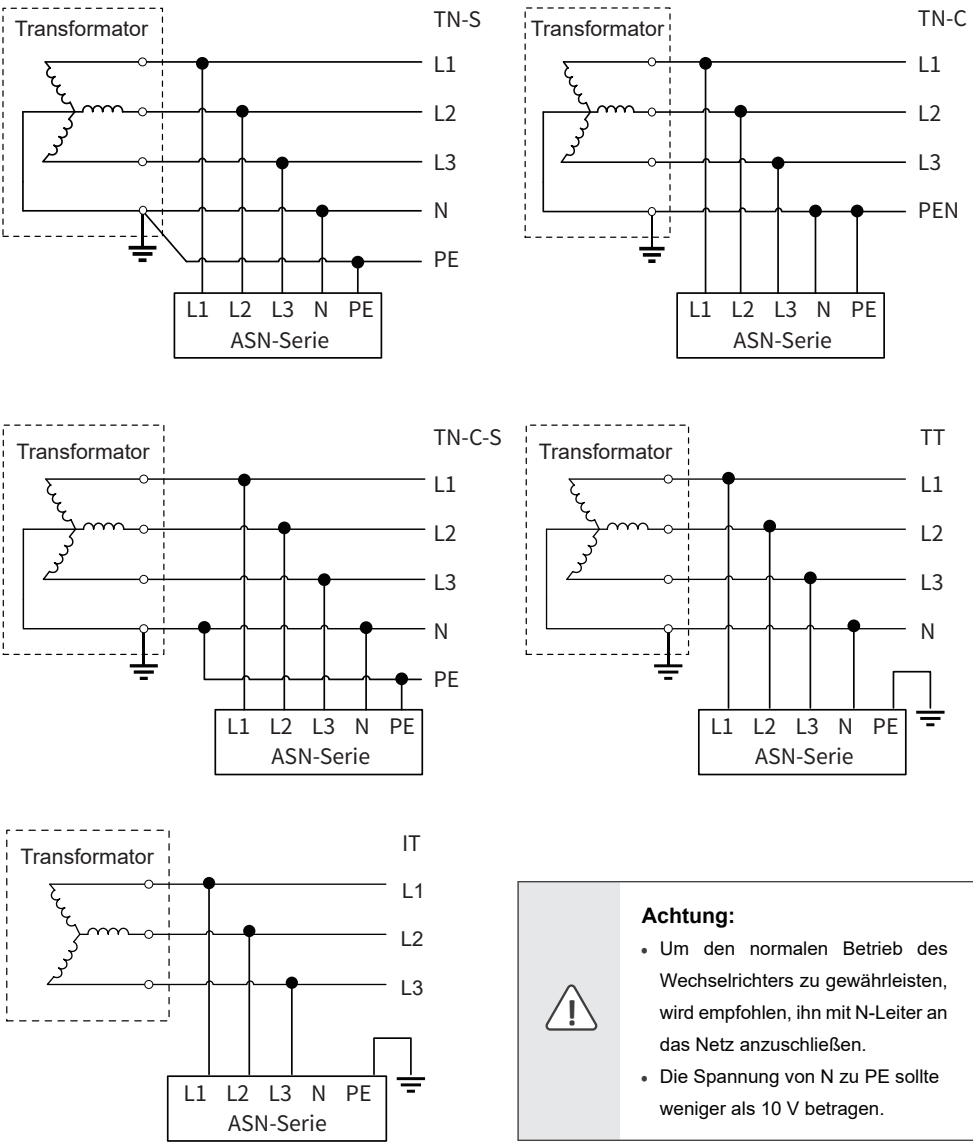 Transformator
TN-S
L1
L2
L3
N
PE
L1 L2 L3 N PE
ASN-Serie
Transformator
TN-C
L1
L2
L3
PEN
L1 L2 L3 N PE
ASN-Serie
Transformator
TN-C-S
L1
L2
L3
N
PE
L1 L2 L3 N PE
ASN-Serie
Transformator
TT
L1
L2
L3
N
L1 L2 L3 N PE
ASN-Serie
Transformator
IT
L1
L2
L3
L1 L2 L3 N PE
ASN-Serie
Achtung:
• Um den normalen Betrieb des
Wechselrichters zu gewährleisten,
wird empfohlen, ihn mit N-Leiter an
das Netz anzuschließen.
• Die Spannung von N zu PE sollte
weniger als 10 V betragen.